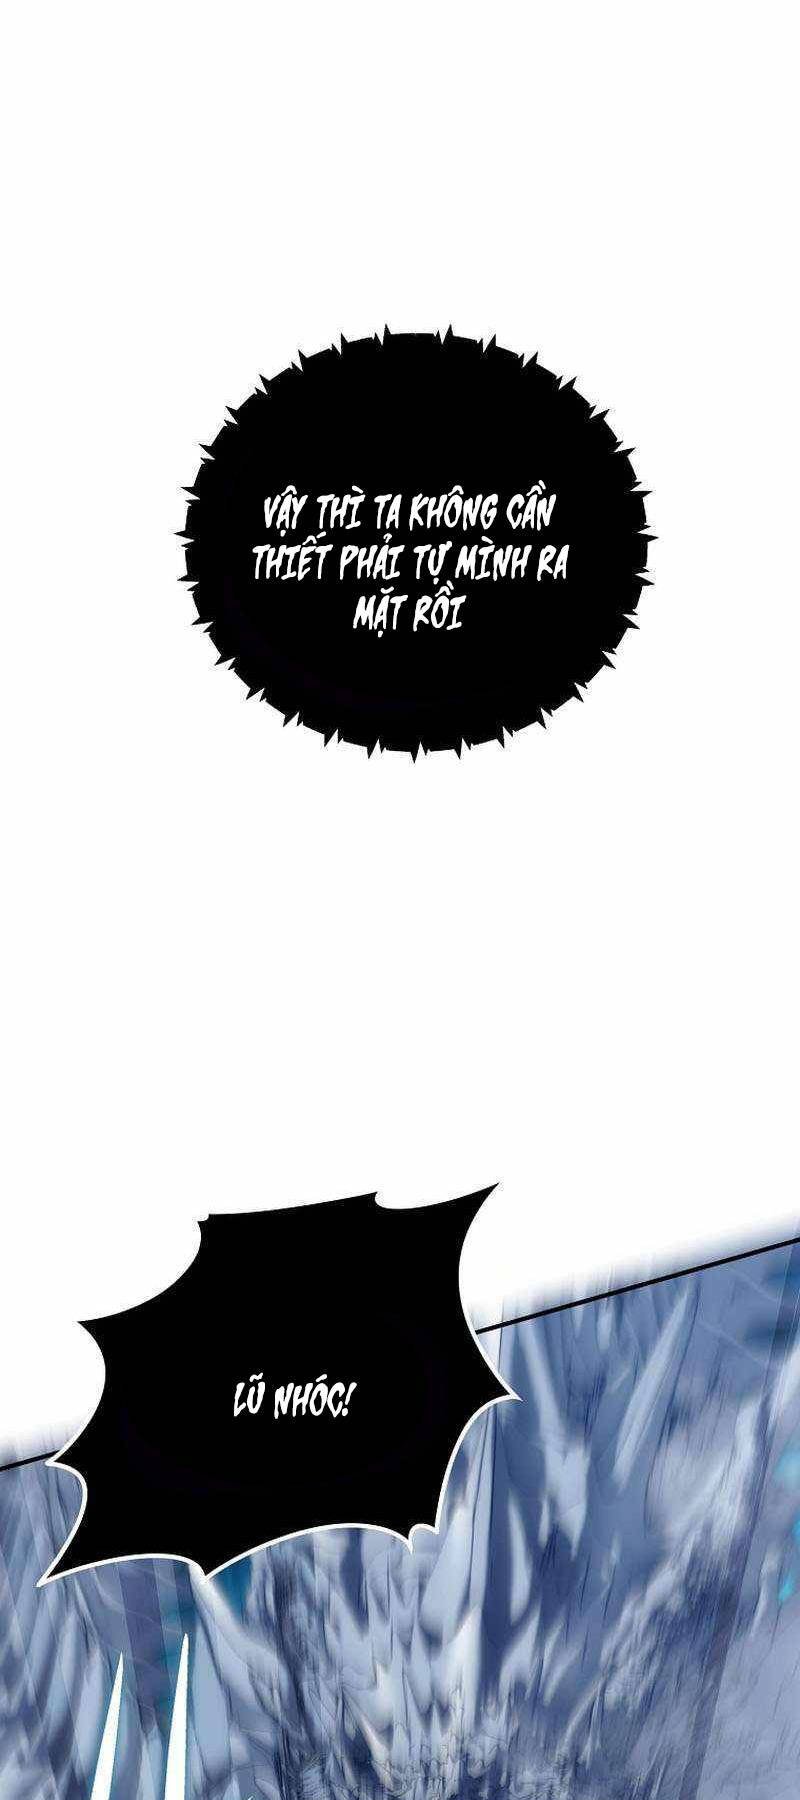 VẬY THÌ TA KHÔNG CẦN
THIẾT PHẢI TỰ MÌNH RA
MẶT RỒI
LŨ NHÓC!